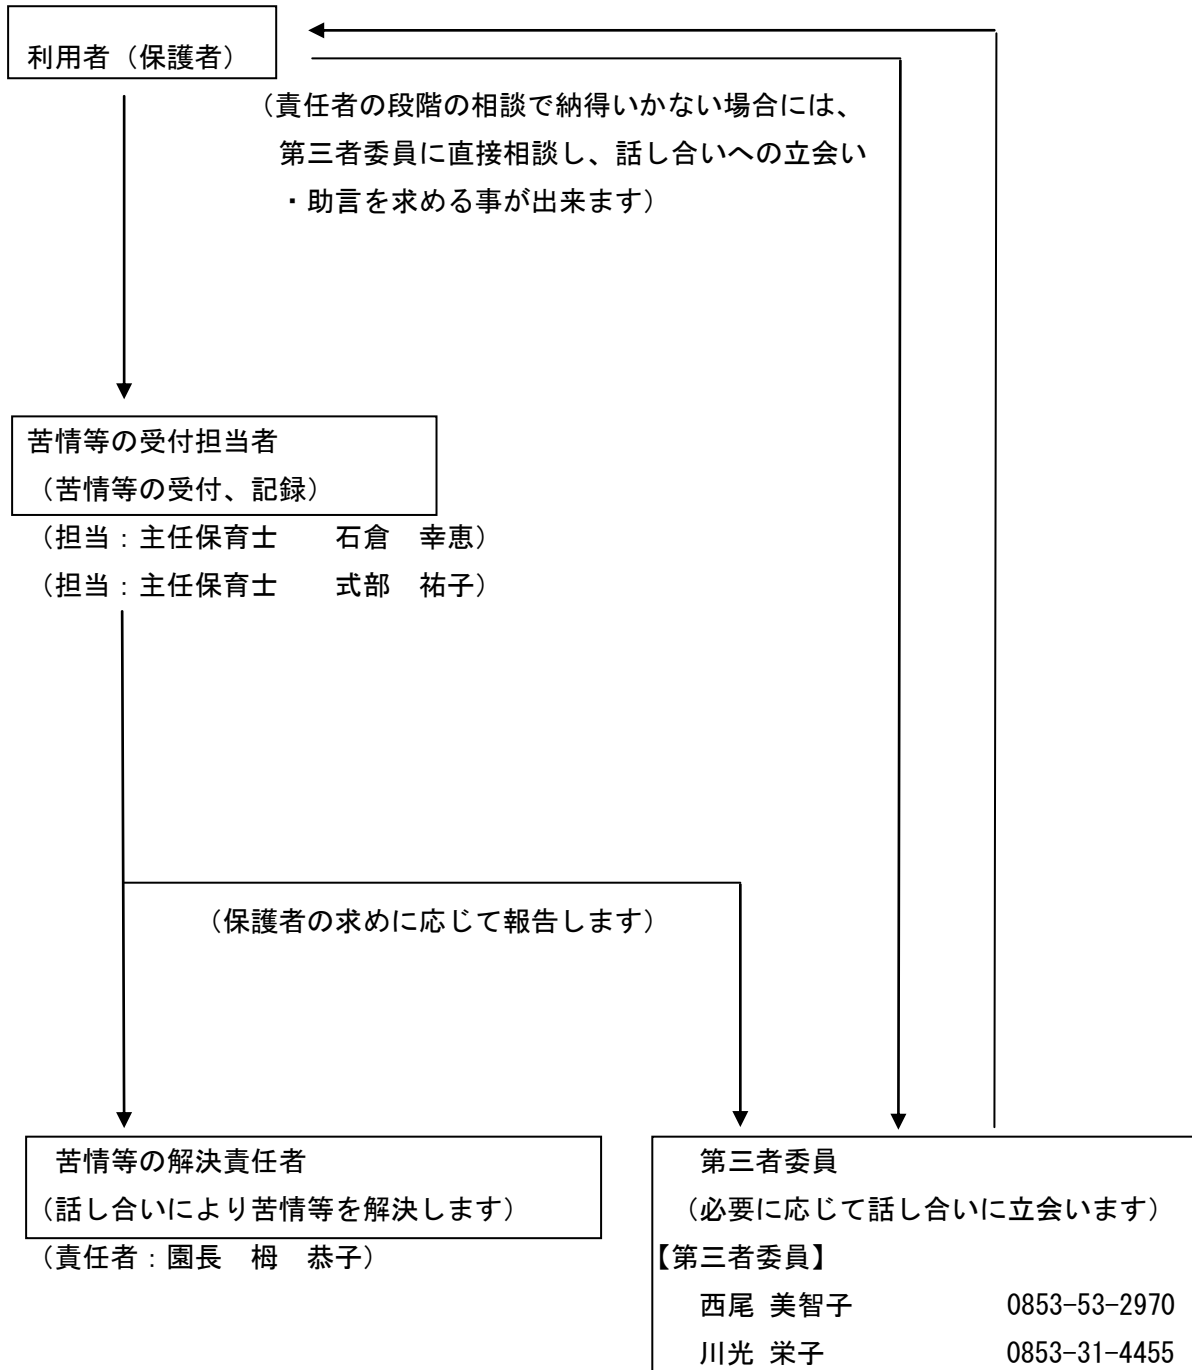 利用者（保護者）
（責任者の段階の相談で納得いかない場合には、
第三者委員に直接相談し、話し合いへの立会い
・助言を求める事が出来ます）
苦情等の受付担当者
（苦情等の受付、記録）
（担当：主任保育士　　石倉　幸恵）
（担当：主任保育士　　式部　祐子）
（保護者の求めに応じて報告します）
苦情等の解決責任者
（話し合いにより苦情等を解決します）
（責任者：園長　栂　恭子）
第三者委員
（必要に応じて話し合いに立会います）
【第三者委員】
西尾 美智子　　0853-53-2970
川光 栄子　　0853-31-4455